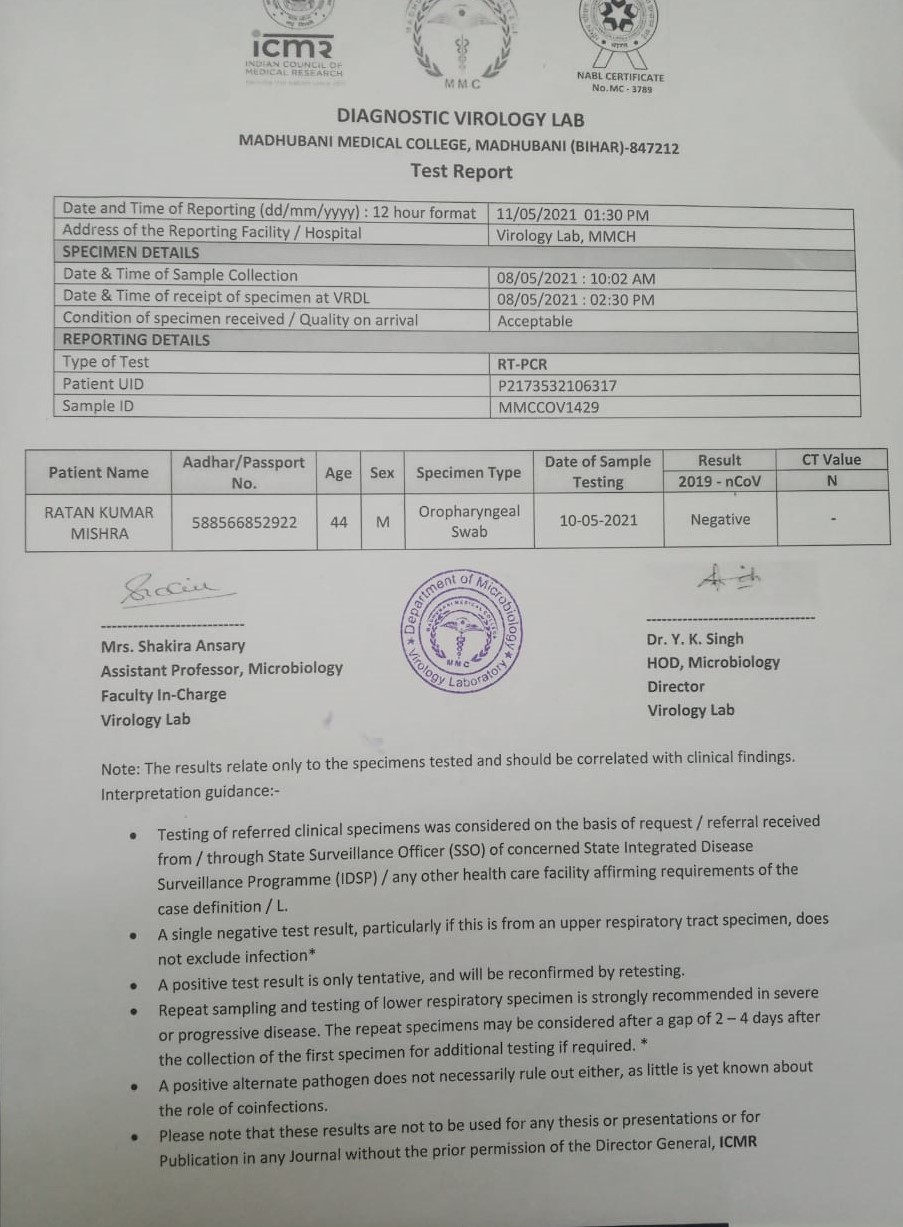 icmr
INDIAN COUNCIL OF
MEDICAL RESEARCH
MMC
NABL CERTIFICATE
No.MC - 3789
DIAGNOSTIC VIROLOGY LAB
MADHUBANI MEDICAL COLLEGE, MADHUBANI (BIHAR)-847212
Test Report
Date and Time of Reporting (dd/mm/yyyy) : 12 hour format 11/05/2021 01:30 PM
Address of the Reporting Facility / Hospital Virology Lab, MMCH
SPECIMEN DETAILS
Date & Time of Sample Collection 08/05/2021 : 10:02 AM
Date & Time of receipt of specimen at VRDL 08/05/2021 : 02:30 PM
Condition of specimen received / Quality on arrival Acceptable
REPORTING DETAILS
Type of Test RT-PCR
Patient UID P2173532106317
Sample ID MMCCOV1429
Patient Name Aadhar/Passport No. Age Sex Specimen Type Date of Sample Testing Result 2019 - nCoV CT Value N
RATAN KUMAR MISHRA 588566852922 44 M Oropharyngeal Swab 10-05-2021 Negative -
Department of Microbiology
MADHUBANI MEDICAL COLLEGE
MMC
Virology Laboratory
Mrs. Shakira Ansary
Assistant Professor, Microbiology
Faculty In-Charge
Virology Lab
Dr. Y. K. Singh
HOD, Microbiology
Director
Virology Lab
Note: The results relate only to the specimens tested and should be correlated with clinical findings.
Interpretation guidance:-
• Testing of referred clinical specimens was considered on the basis of request / referral received
from / through State Surveillance Officer (SSO) of concerned State Integrated Disease
Surveillance Programme (IDSP) / any other health care facility affirming requirements of the
case definition / L.
• A single negative test result, particularly if this is from an upper respiratory tract specimen, does
not exclude infection*
• A positive test result is only tentative, and will be reconfirmed by retesting.
• Repeat sampling and testing of lower respiratory specimen is strongly recommended in severe
or progressive disease. The repeat specimens may be considered after a gap of 2 – 4 days after
the collection of the first specimen for additional testing if required. *
• A positive alternate pathogen does not necessarily rule out either, as little is yet known about
the role of coinfections.
• Please note that these results are not to be used for any thesis or presentations or for
Publication in any Journal without the prior permission of the Director General, ICMR